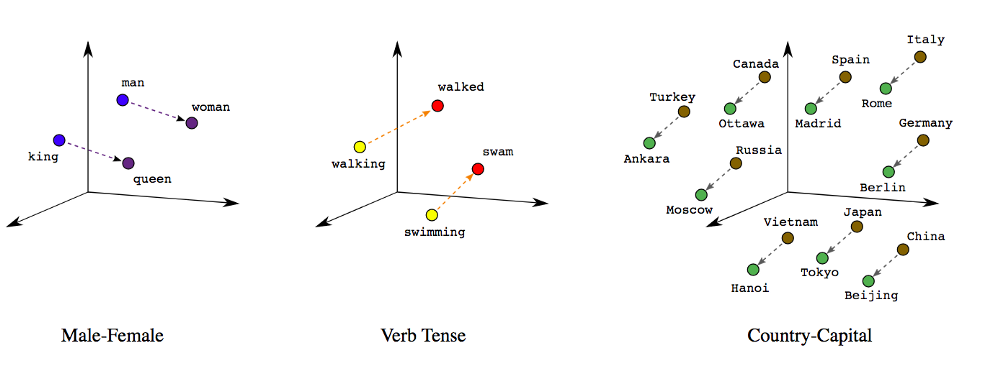 man
woman
king
queen
Male-Female
walked
walking
swam
swimming
Verb Tense
Italy
Canada
Spain
Rome
Turkey
Ottawa
Madrid
Germany
Ankara
Russia
Berlin
Moscow
Vietnam
Japan
China
Tokyo
Hanoi
Beijing
Country-Capital